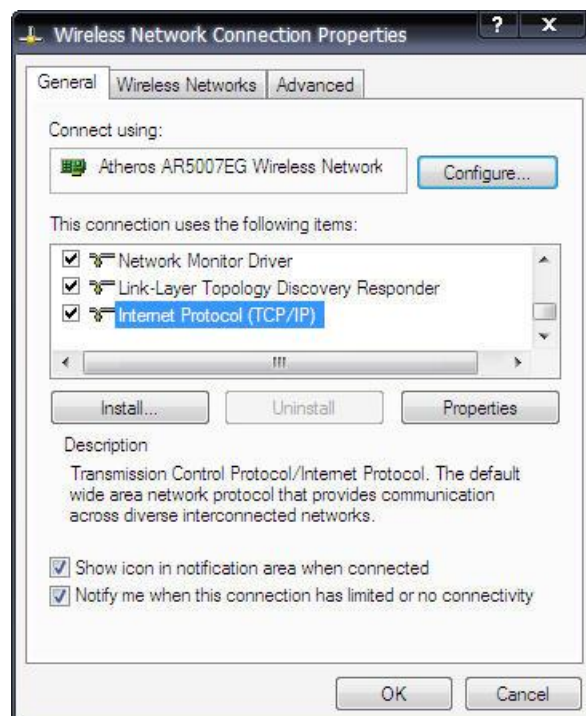 Wireless Network Connection Properties
? X
General Wireless Networks Advanced
Connect using:
Atheros AR5007EG Wireless Network Configure...
This connection uses the following items:
Network Monitor Driver
Link-Layer Topology Discovery Responder
Internet Protocol (TCP/IP)
Install... Uninstall Properties
Description
Transmission Control Protocol/Internet Protocol. The default
wide area network protocol that provides communication
across diverse interconnected networks.
Show icon in notification area when connected
Notify me when this connection has limited or no connectivity
OK Cancel